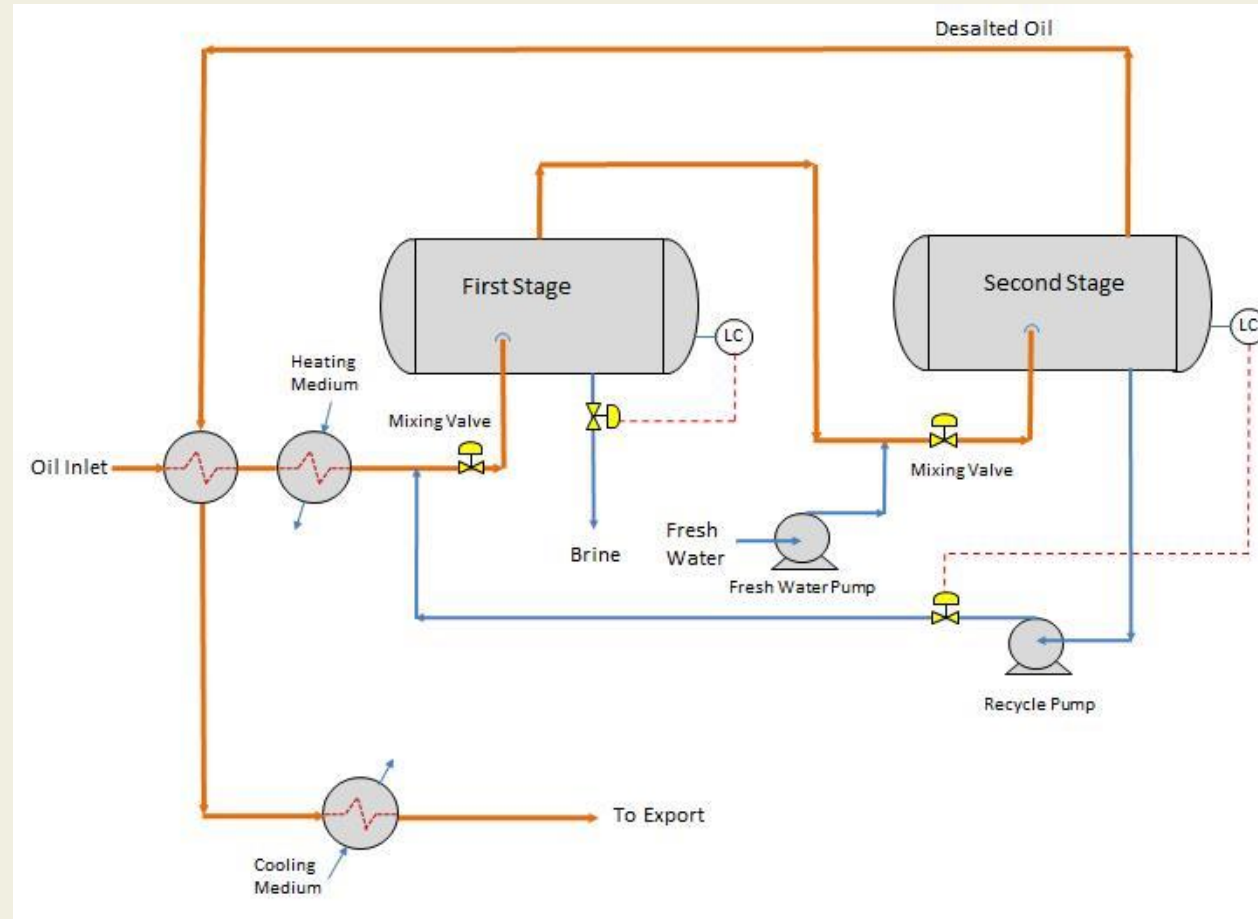 Desalted Oil
First Stage
Second Stage
LC
LC
Heating
Medium
Mixing Valve
Oil Inlet
Mixing Valve
Brine
Fresh
Water
Fresh Water Pump
Recycle Pump
To Export
Cooling
Medium